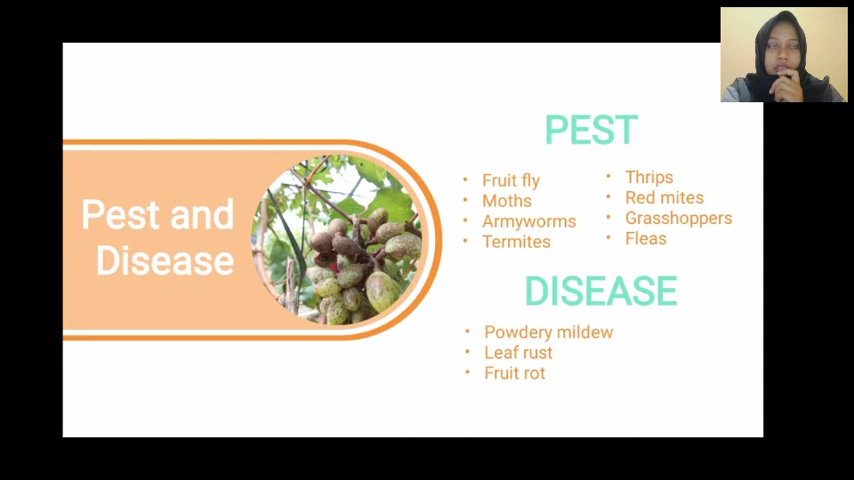 Pest and
Disease
PEST
• Fruit fly
• Moths
• Armyworms
• Termites
• Thrips
• Red mites
• Grasshoppers
• Fleas
DISEASE
• Powdery mildew
• Leaf rust
• Fruit rot